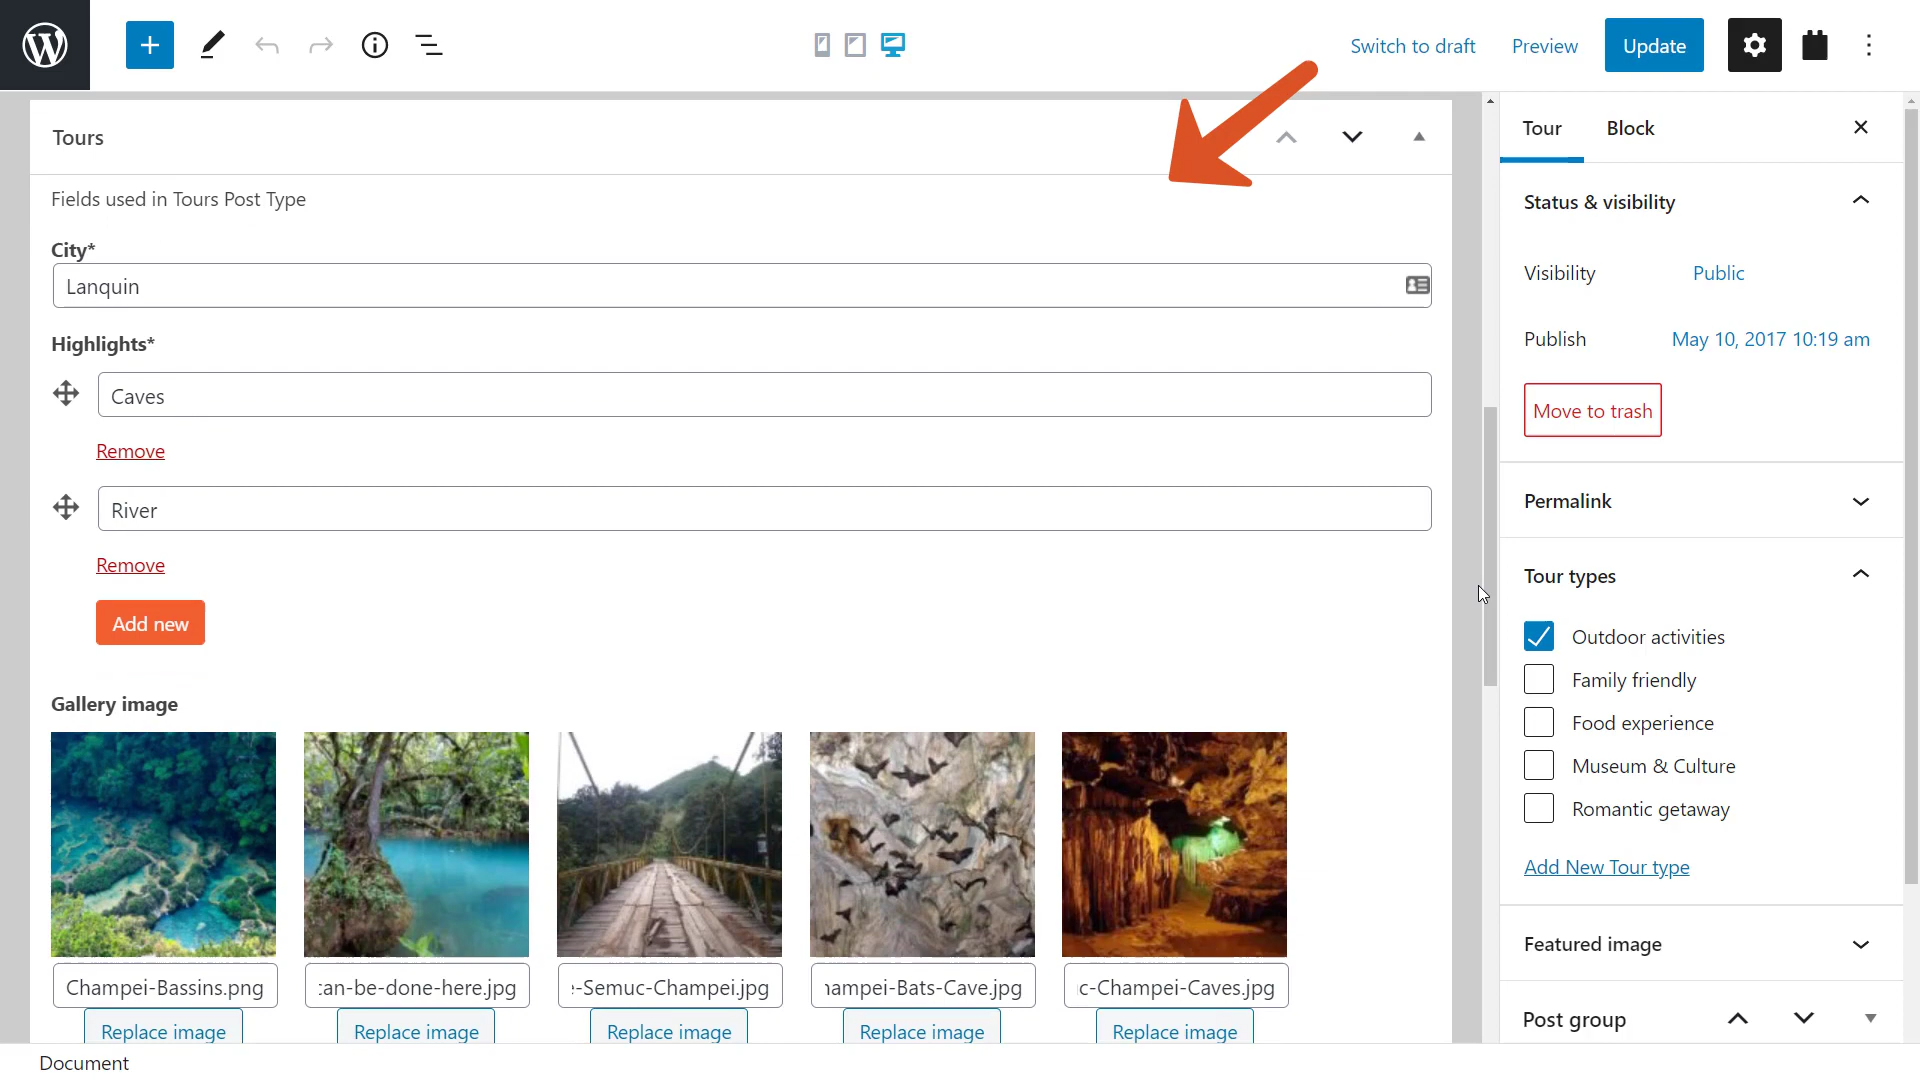 Switch to draft
Preview
Update
Tours
Fields used in Tours Post Type
City*
Lanquin
Highlights*
Caves
Remove
River
Remove
Add new
Gallery image
Champei-Bassins.png
can-be-done-here.jpg
e-Semuc-Champei.jpg
hampei-Bats-Cave.jpg
c-Champei-Caves.jpg
Replace image
Replace image
Replace image
Replace image
Replace image
Document
Tour
Block
Status & visibility
Visibility
Public
Publish
May 10, 2017 10:19 am
Move to trash
Permalink
Tour types
Outdoor activities
Family friendly
Food experience
Museum & Culture
Romantic getaway
Add New Tour type
Featured image
Post group